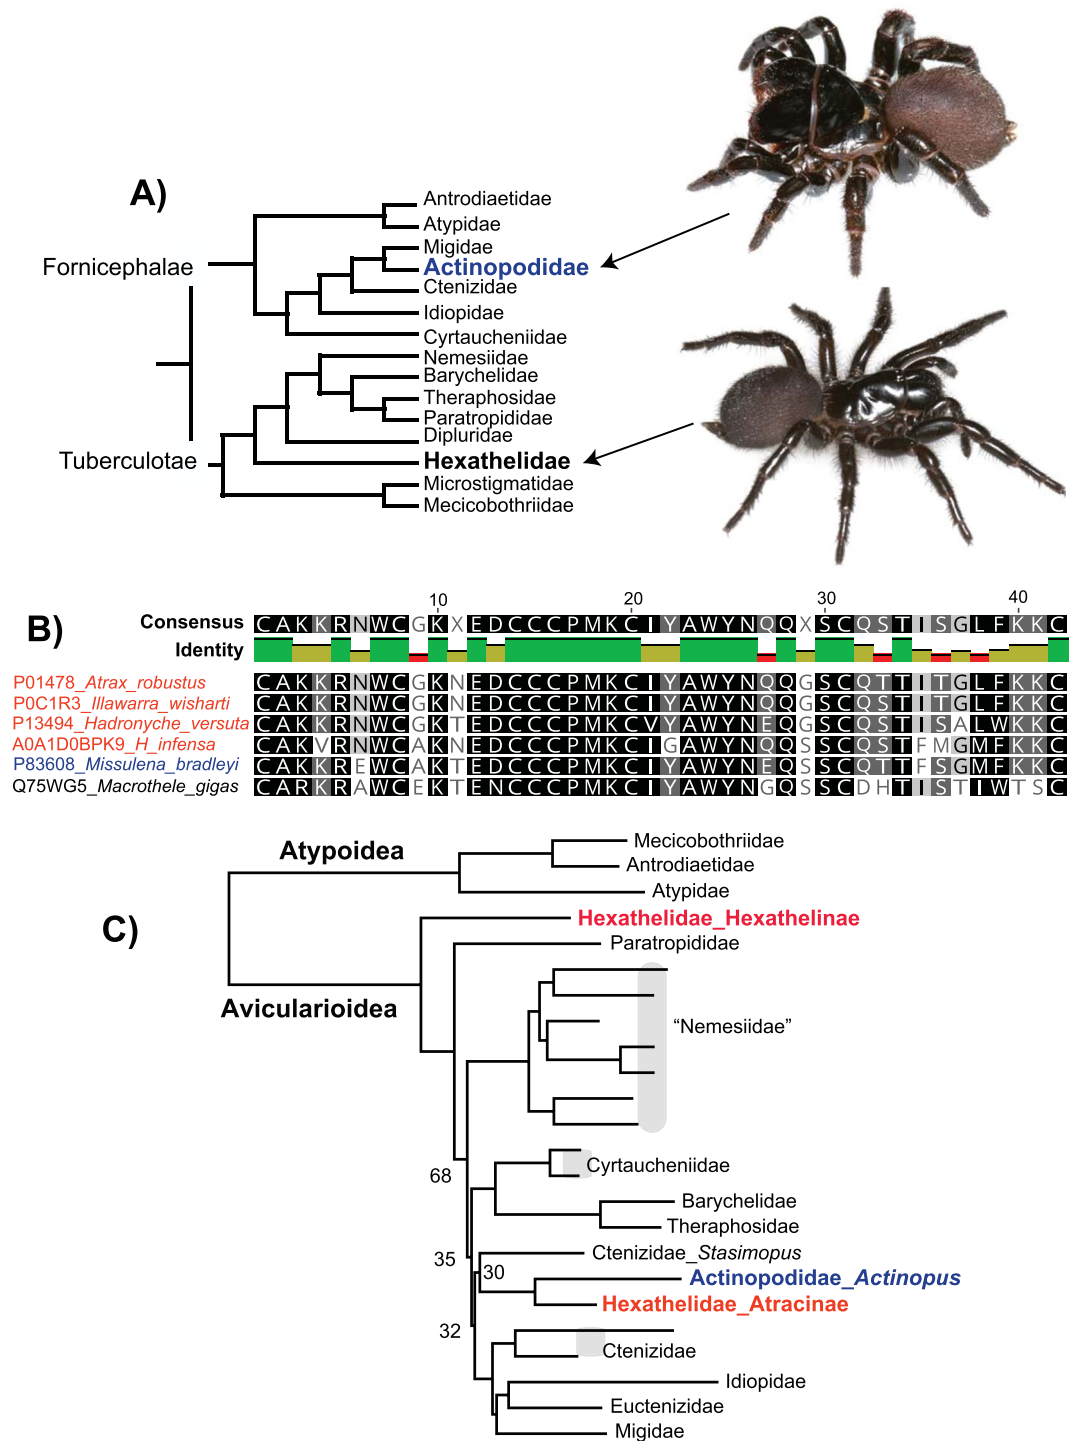 A)
Fornicephalae
Antrodiaetidae
Atypidae
Migidae
Actinopodidae
Ctenizidae
Idiopidae
Cyrtaucheniidae
Nemesiidae
Barychelidae
Theraphosidae
Paratropididae
Dipluridae
Tuberculotae
Hexathelidae
Microstigmatidae
Mecicobothriidae
B)
10 20 30 40
Consensus CAKKRNWCGKXEDCCCPMKCIYAWYNQQXSCQSTISGLFKKC
Identity
P01478_Atrax_robustus CAKKRNWCGKNEDCCCPMKCIYAWYNQQGSCQTTITGLFKKC
P0C1R3_Illawarra_wisharti CAKKRNWCGKNEDCCCPMKCIYAWYNQQGSCQTTITGLFKKC
P13494_Hadronyche_versuta CAKKRNWCGKTEDCCCPMKCVYAWYNEQGSCQSTISALWKKC
A0A1D0BPK9_H_infensa CAKVRNWCAKNEDCCCPMKCIGAWYNQQSSCQSTFMGMFKKC
P83608_Missulena_bradleyi CAKKREWCAKTEDCCCPMKCIYAWYNEQSSCQTTFSGMFKKC
Q75WG5_Macrothele_gigas CARKRAWCEKTENCCCPMKCIYAWYNGQSSCDHTISTIWTSC
C)
Atypoidea
Mecicobothriidae
Antrodiaetidae
Atypidae
Hexathelidae_Hexathelinae
Paratropididae
Avicularioidea
“Nemesiidae”
68
Cyrtaucheniidae
Barychelidae
Theraphosidae
35
Ctenizidae_Stasimopus
30
Actinopodidae_Actinopus
Hexathelidae_Atracinae
32
Ctenizidae
Idiopidae
Euctenizidae
Migidae